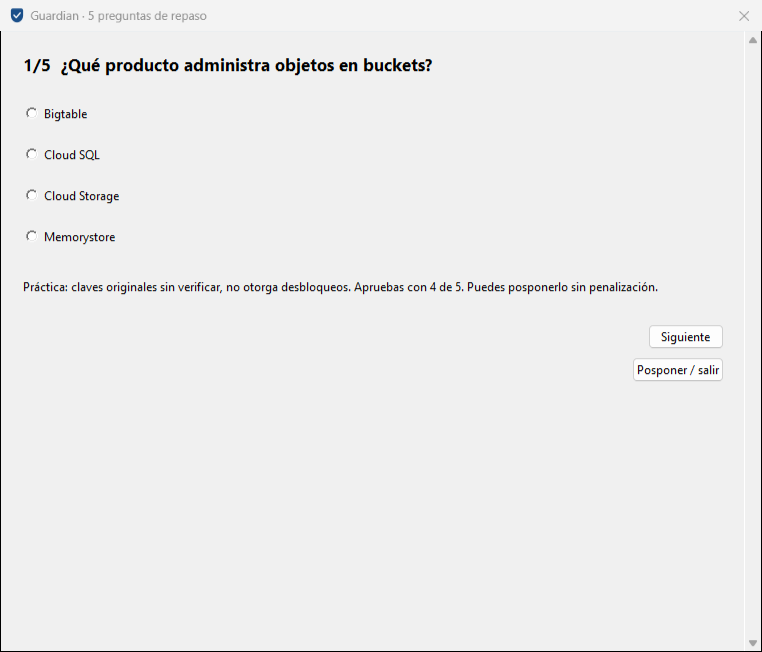 Guardian · 5 preguntas de repaso
1/5 ¿Qué producto administra objetos en buckets?
Bigtable
Cloud SQL
Cloud Storage
Memorystore
Práctica: claves originales sin verificar, no otorga desbloqueos. Apruebas con 4 de 5. Puedes posponerlo sin penalización.
Siguiente
Posponer / salir